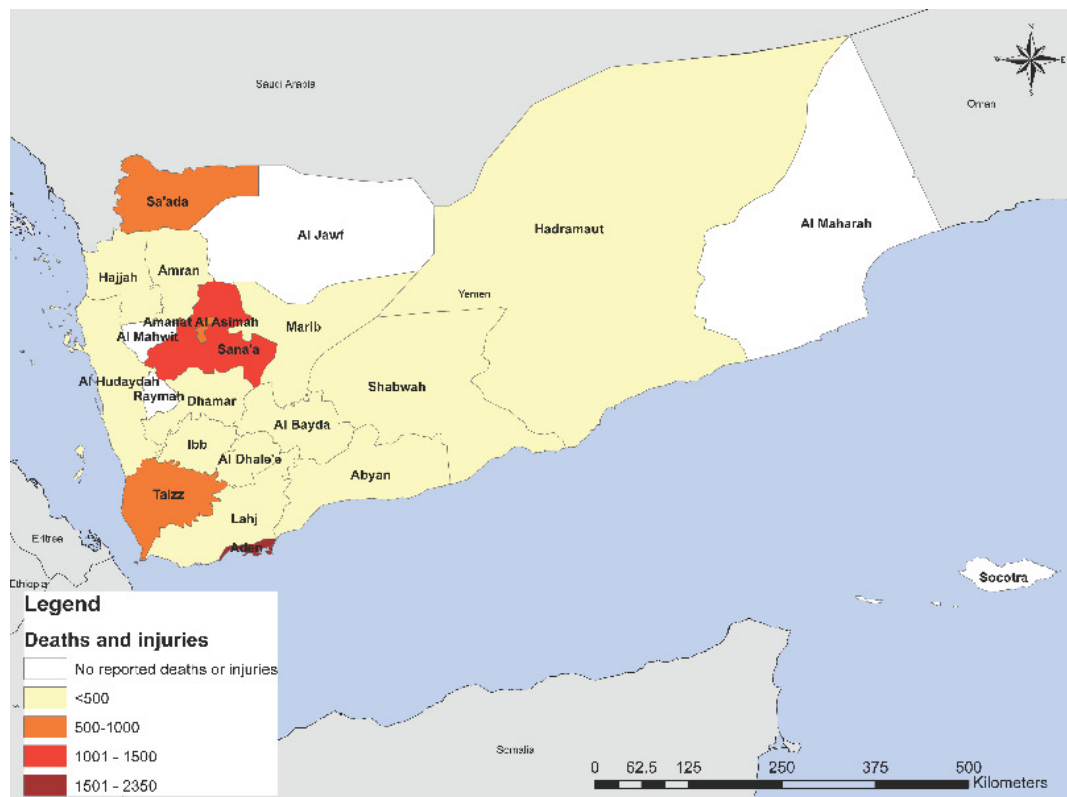 Saudi Arabia
Oman
W E
S
Sa'ada
Al Jawf
Al Maharah
Hadramaut
Hajjah
Amran
Yemen
Amanat Al Asimah
Marib
Al Mahwit
Sana'a
Al Hudaydah
Raymah
Dhamar
Shabwah
Al Bayda
Ibb
Al Dhale'e
Abyan
Taizz
Lahj
Aden
Eritrea
Ethiopia
Socotra
Legend
Deaths and injuries
No reported deaths or injuries
<500
500-1000
1001 - 1500
1501 - 2350
Somalia
0 62.5 125 250 375 500
Kilometers